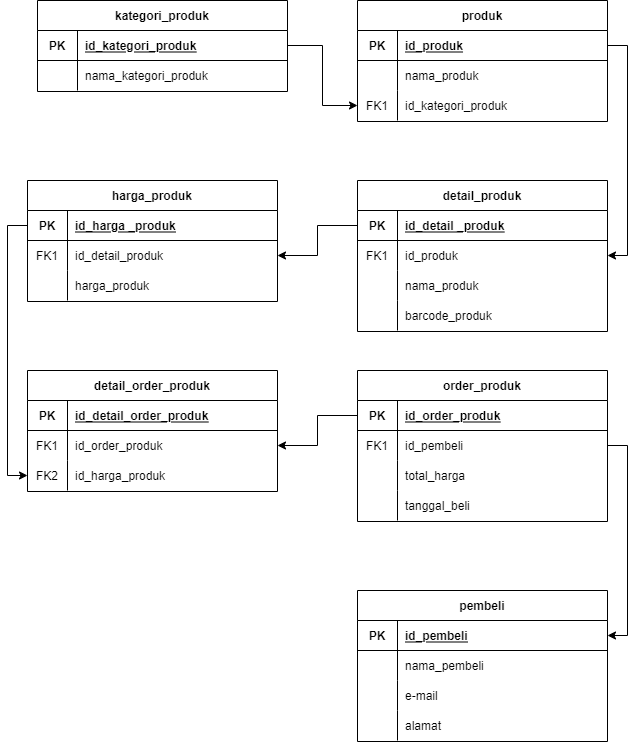 kategori_produk
PK id_kategori_produk
nama_kategori_produk
produk
PK id_produk
nama_produk
FK1 id_kategori_produk
harga_produk
PK id_harga _produk
FK1 id_detail_produk
harga_produk
detail_produk
PK id_detail _produk
FK1 id_produk
nama_produk
barcode_produk
detail_order_produk
PK id_detail_order_produk
FK1 id_order_produk
FK2 id_harga_produk
order_produk
PK id_order_produk
FK1 id_pembeli
total_harga
tanggal_beli
pembeli
PK id_pembeli
nama_pembeli
e-mail
alamat